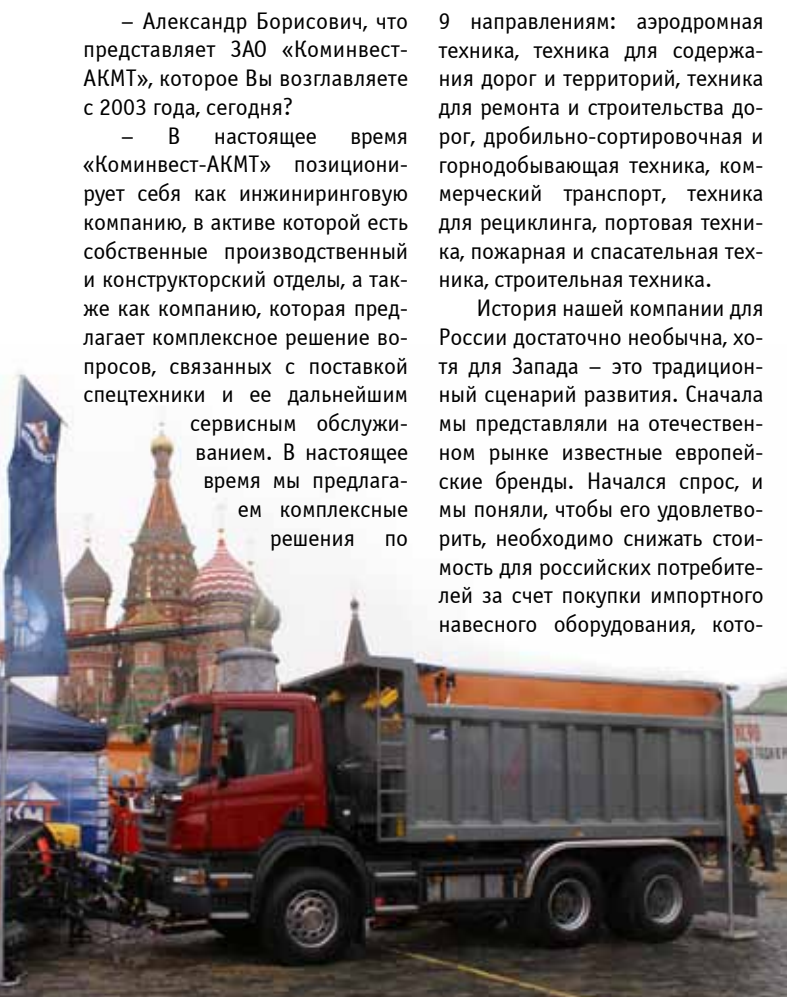 – Александр Борисович, что
представляет ЗАО «Коминвест-
АКМТ», которое Вы возглавляете
с 2003 года, сегодня?
– В настоящее время
«Коминвест-АКМТ» позициони-
рует себя как инжиниринговую
компанию, в активе которой есть
собственные производственный
и конструкторский отделы, а так-
же как компанию, которая пред-
лагает комплексное решение во-
просов, связанных с поставкой
спецтехники и ее дальнейшим
сервисным обслужи-
ванием. В настоящее
время мы предлага-
ем комплексные
решения по
9 направлениям: аэродромная
техника, техника для содержа-
ния дорог и территорий, техника
для ремонта и строительства до-
рог, дробильно-сортировочная и
горнодобывающая техника, ком-
мерческий транспорт, техника
для рециклинга, портовая техни-
ка, пожарная и спасательная тех-
ника, строительная техника.
История нашей компании для
России достаточно необычна, хо-
тя для Запада – это традицион-
ный сценарий развития. Сначала
мы представляли на отечествен-
ном рынке известные европей-
ские бренды. Начался спрос, и
мы поняли, чтобы его удовлетво-
рить, необходимо снижать стои-
мость для российских потребите-
лей за счет покупки импортного
навесного оборудования, кото-